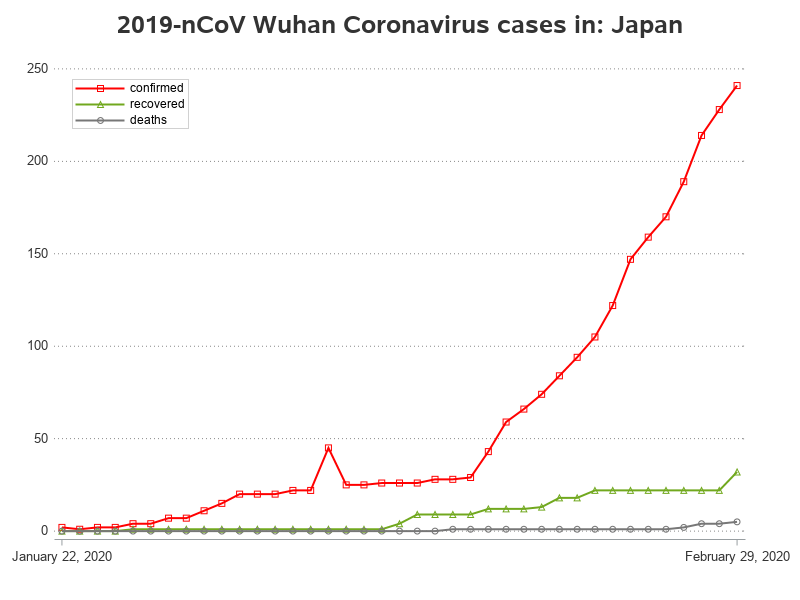 2019-nCoV Wuhan Coronavirus cases in: Japan
250
confirmed
recovered
deaths
200
150
100
50
0
January 22, 2020
February 29, 2020